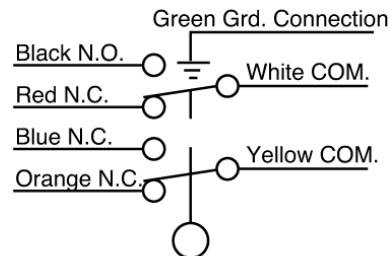 Green Grd. Connection
Black N.O.
White COM.
Red N.C.
Blue N.C.
Yellow COM.
Orange N.C.